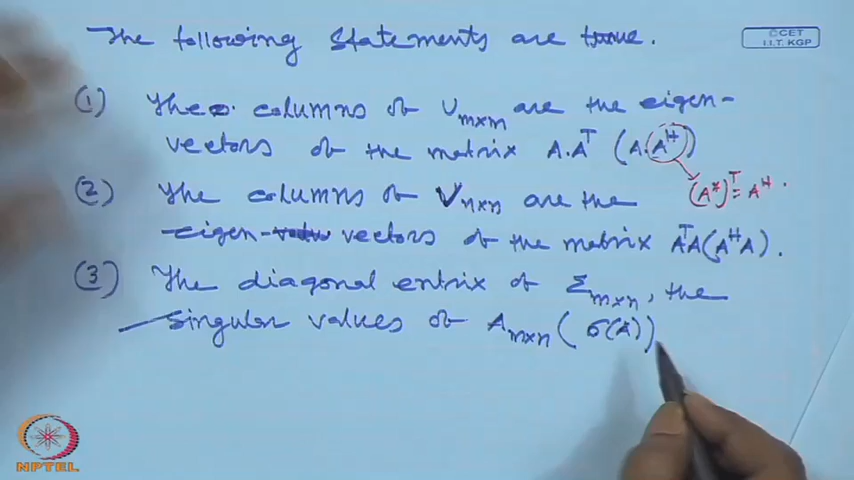 The following statements are true.
©CET
I.I.T. KGP
(1) The columns of U_{m×m} are the eigen-
vectors of the matrix A.A^T (A.A^H)
(A*)^T = A^H.
(2) The columns of V_{n×n} are the
eigen-vectors of the matrix A^TA (A^HA).
(3) The diagonal entrix of Σ_{m×n}, the
singular values of A_{m×n} (σ(A))
NPTEL